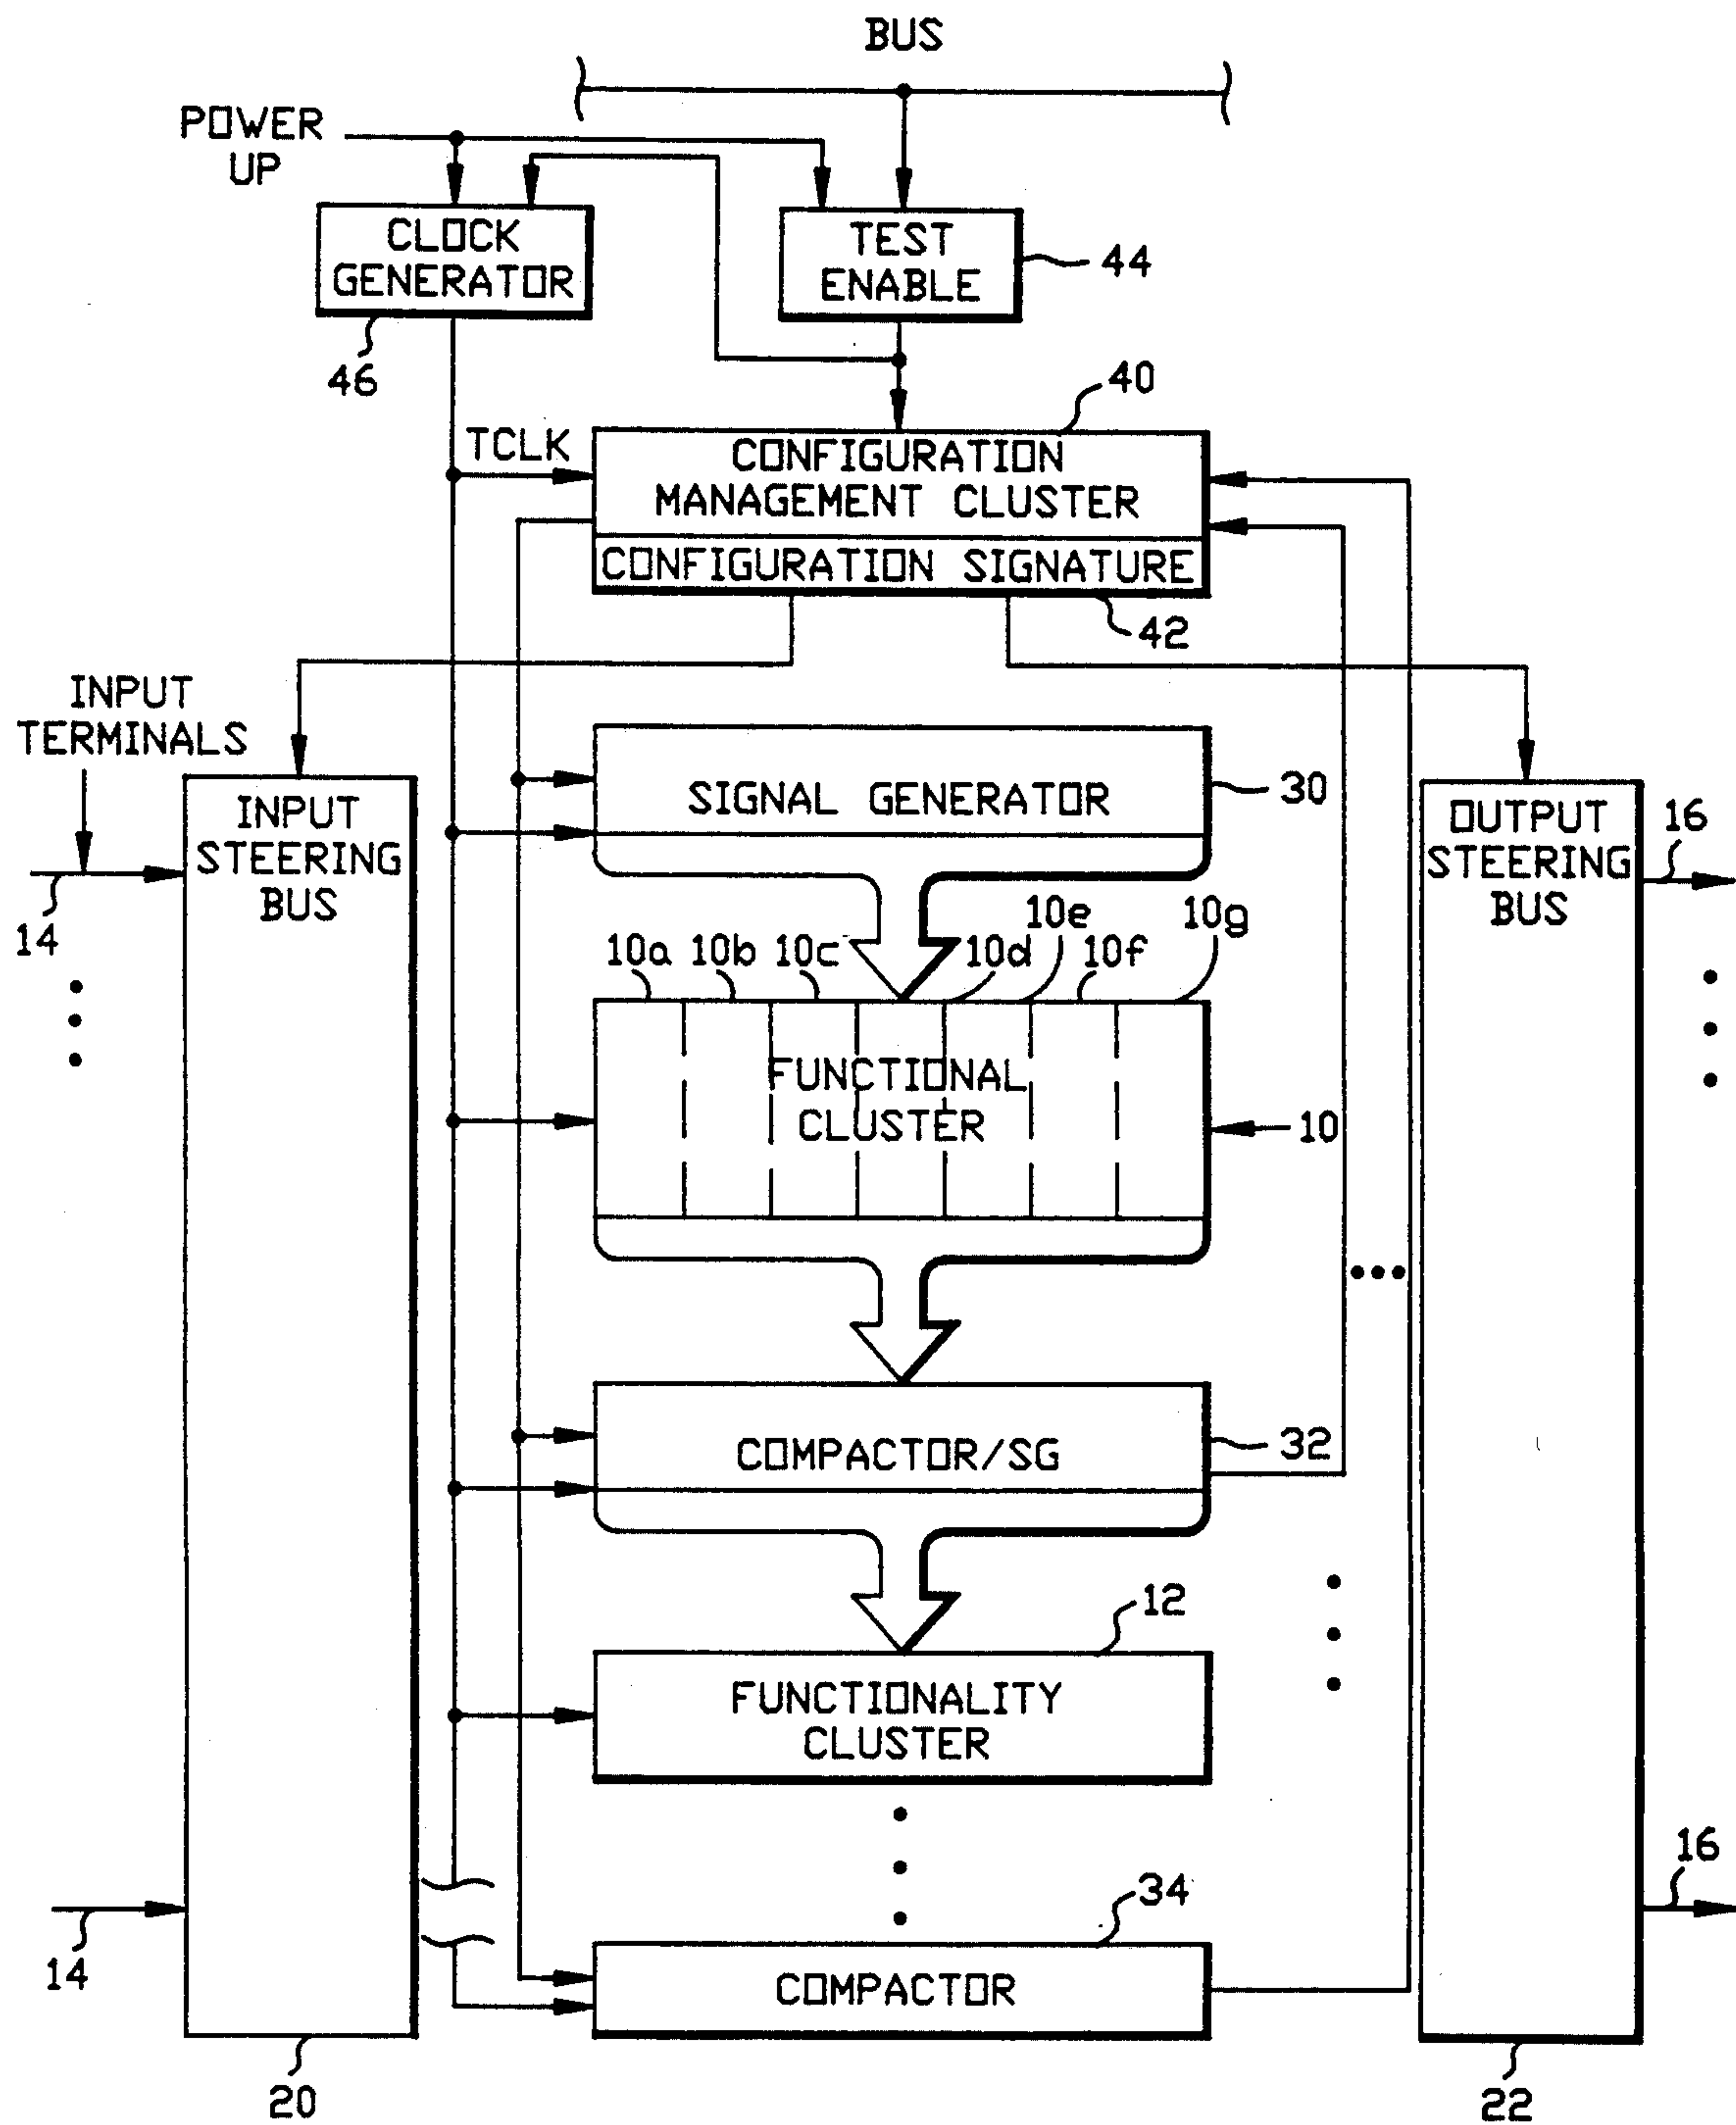 BUS
POWER
UP
CLOCK
GENERATOR
46
TEST
ENABLE
44
40
TCLK
CONFIGURATION
MANAGEMENT CLUSTER
CONFIGURATION SIGNATURE
42
INPUT
TERMINALS
14
14
INPUT
STEERING
BUS
20
SIGNAL GENERATOR
30
OUTPUT
STEERING
BUS
16
16
22
10a 10b 10c 10d 10e 10f 10g
FUNCTIONAL
CLUSTER
10
COMPACTOR/SG
32
12
FUNCTIONALITY
CLUSTER
34
COMPACTOR